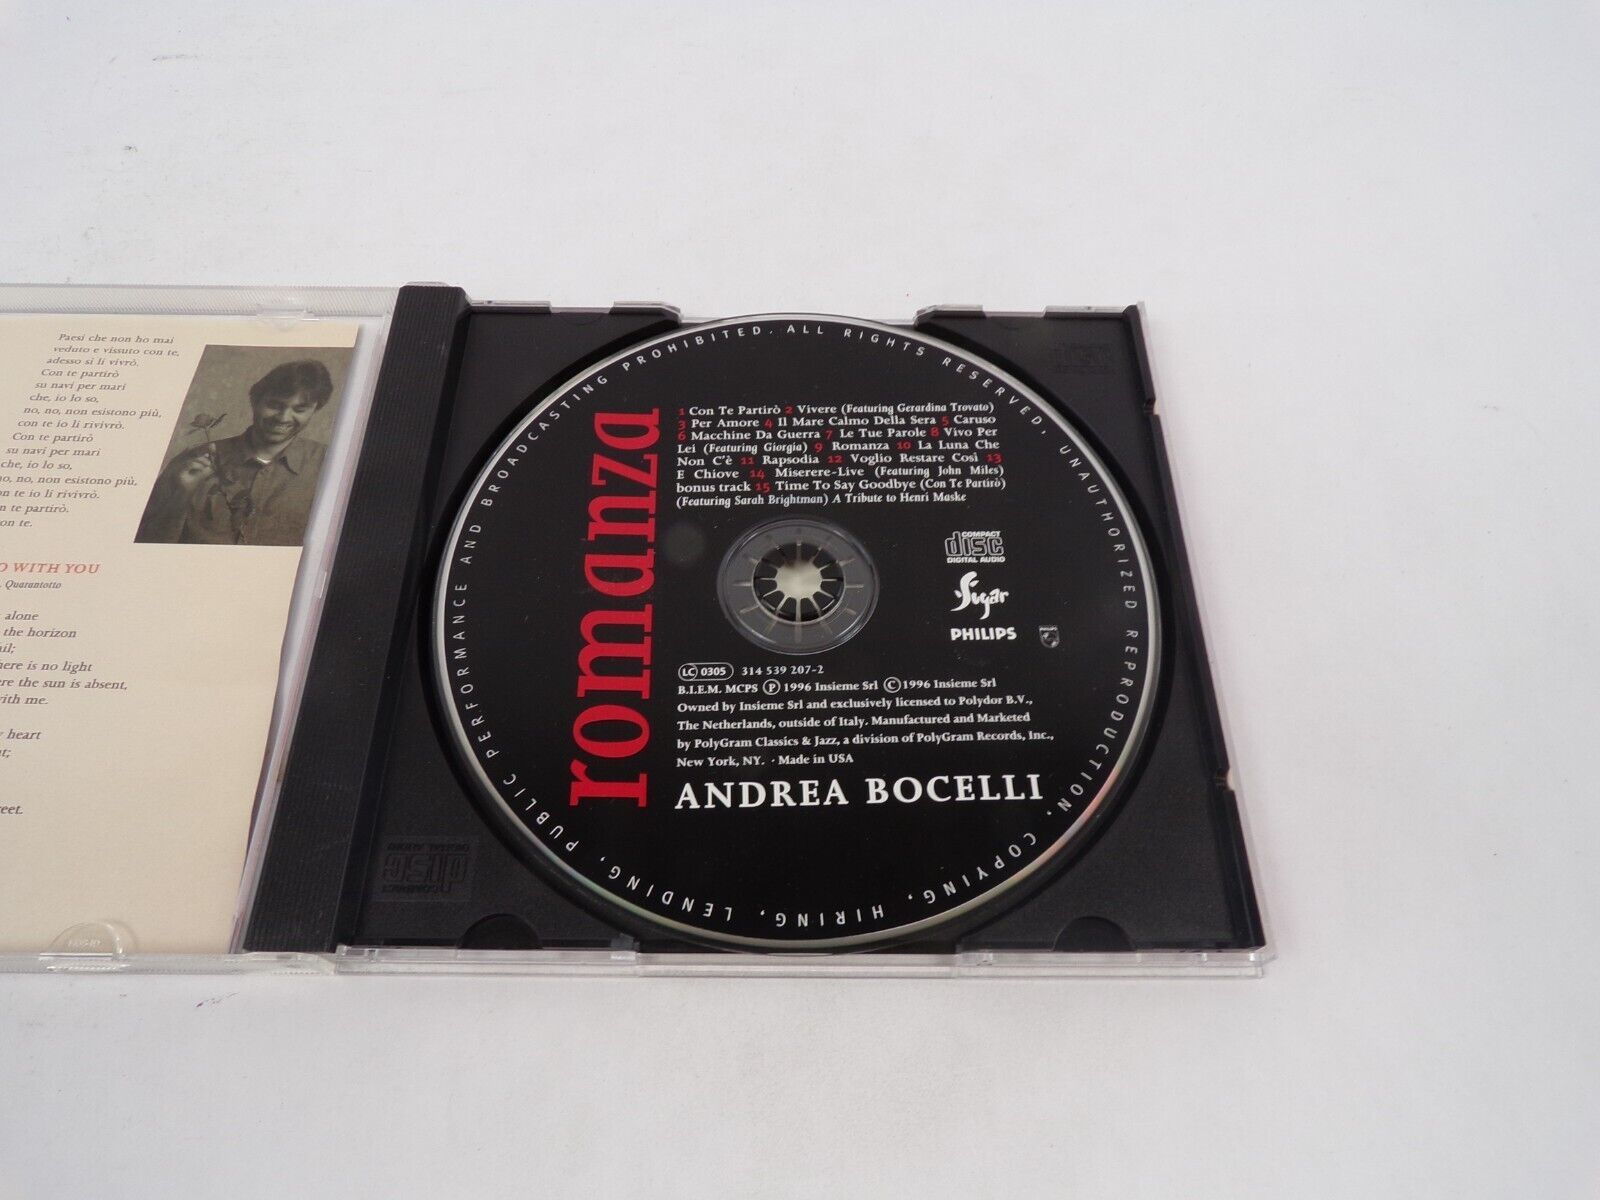 Paesi che non ho mai
veduto e vissuto con te,
adesso si li vivrò.
Con te partirò
su navi per mari
che, io lo so,
no, no, non esistono più,
con te io li rivivrò.
Con te partirò
su navi per mari
che, io lo so,
no, no, non esistono più,
con te io li rivivrò.
te partirò.
te.
WITH YOU
Quarantotto
alone
the horizon
there is no light
the sun is absent,
with me.
heart
PERFORMANCE AND BROADCASTING PROHIBITED. ALL RIGHTS RESERVED. UNAUTHORIZED REPRODUCTION, COPYING, HIRING, LENDING, PUBLIC
romanza
1 Con Te Partirò 2 Vivere (Featuring Gerardina Trovato)
3 Per Amore 4 Il Mare Calmo Della Sera 5 Caruso
6 Macchine Da Guerra 7 Le Tue Parole 8 Vivo Per
Lei (Featuring Giorgia) 9 Romanza 10 La Luna Che
Non C'è 11 Rapsodia 12 Voglio Restare Così 13
E Chiove 14 Miserere-Live (Featuring John Miles)
bonus track 15 Time To Say Goodbye (Con Te Partirò)
(Featuring Sarah Brightman) A Tribute to Henri Maske
COMPACT
disc
DIGITAL AUDIO
Sugar
PHILIPS
LC 0305 314 539 207-2
B.I.E.M. MCPS Ⓟ 1996 Insieme Srl © 1996 Insieme Srl
Owned by Insieme Srl and exclusively licensed to Polydor B.V.,
The Netherlands, outside of Italy. Manufactured and Marketed
by PolyGram Classics & Jazz, a division of PolyGram Records, Inc.,
New York, NY. · Made in USA
ANDREA BOCELLI
COMPACT
disc
DIGITAL AUDIO